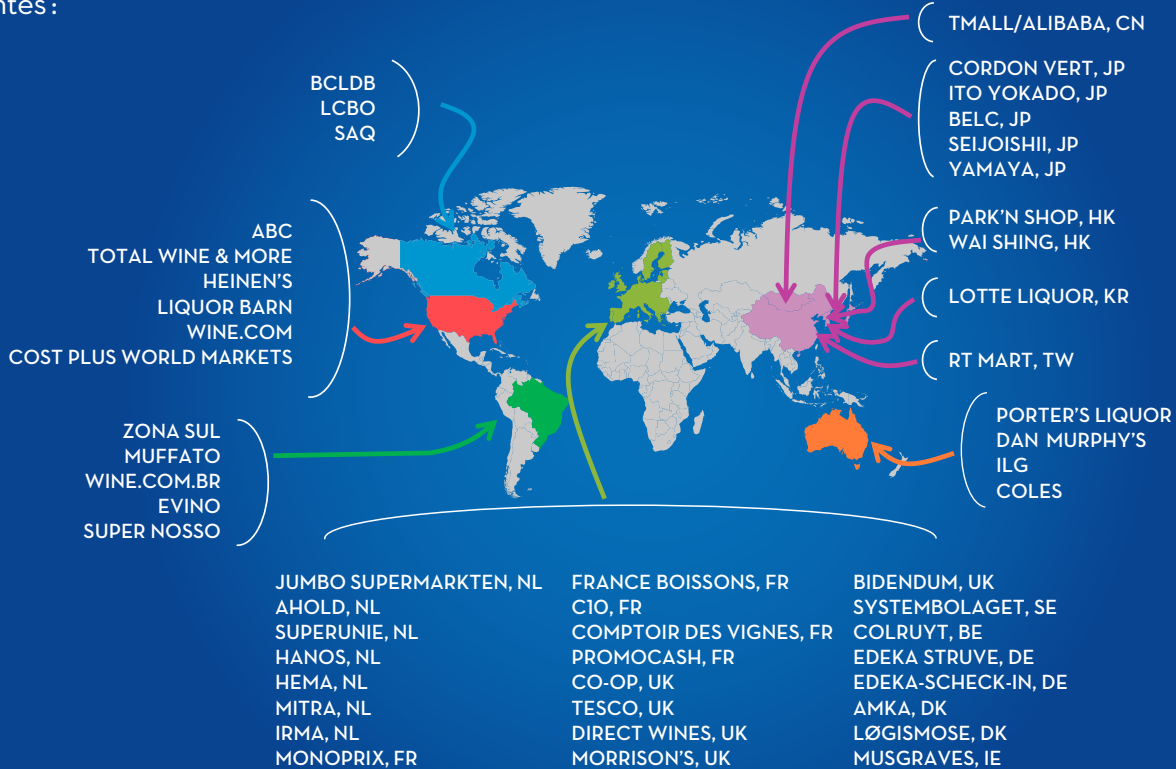 ntes :
TMALL/ALIBABA, CN
BCLDB
LCBO
SAQ
CORDON VERT, JP
ITO YOKADO, JP
BELC, JP
SEIJOISHII, JP
YAMAYA, JP
ABC
TOTAL WINE & MORE
HEINEN'S
LIQUOR BARN
WINE.COM
COST PLUS WORLD MARKETS
PARK'N SHOP, HK
WAI SHING, HK
LOTTE LIQUOR, KR
RT MART, TW
ZONA SUL
MUFFATO
WINE.COM.BR
EVINO
SUPER NOSSO
PORTER'S LIQUOR
DAN MURPHY'S
ILG
COLES
JUMBO SUPERMARKTEN, NL
AHOLD, NL
SUPERUNIE, NL
HANOS, NL
HEMA, NL
MITRA, NL
IRMA, NL
MONOPRIX, FR
FRANCE BOISSONS, FR
C10, FR
COMPTOIR DES VIGNES, FR
PROMOCASH, FR
CO-OP, UK
TESCO, UK
DIRECT WINES, UK
MORRISON'S, UK
BIDENDUM, UK
SYSTEMBOLAGET, SE
COLRUYT, BE
EDEKA STRUVE, DE
EDEKA-SCHECK-IN, DE
AMKA, DK
LØGISMOSE, DK
MUSGRAVES, IE